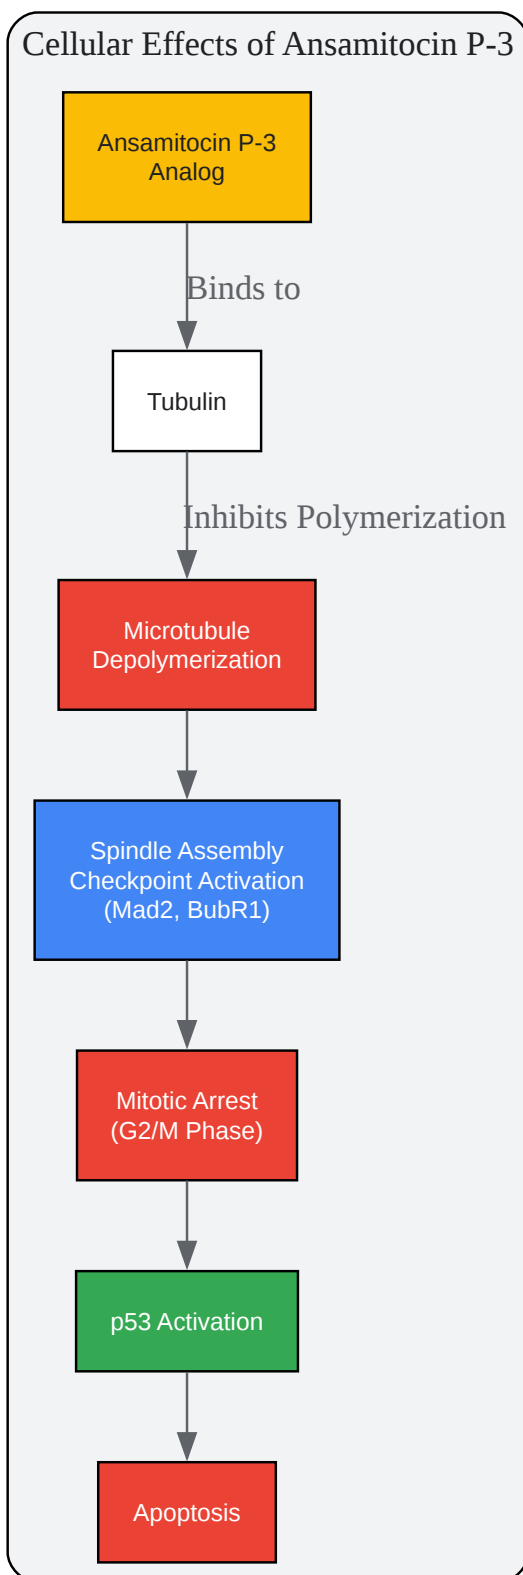 Cellular Effects of Ansamitocin P-3
Ansamitocin P-3
Analog
Binds to
Tubulin
Inhibits Polymerization
Microtubule
Depolymerization
Spindle Assembly
Checkpoint Activation
(Mad2, BubR1)
Mitotic Arrest
(G2/M Phase)
p53 Activation
Apoptosis